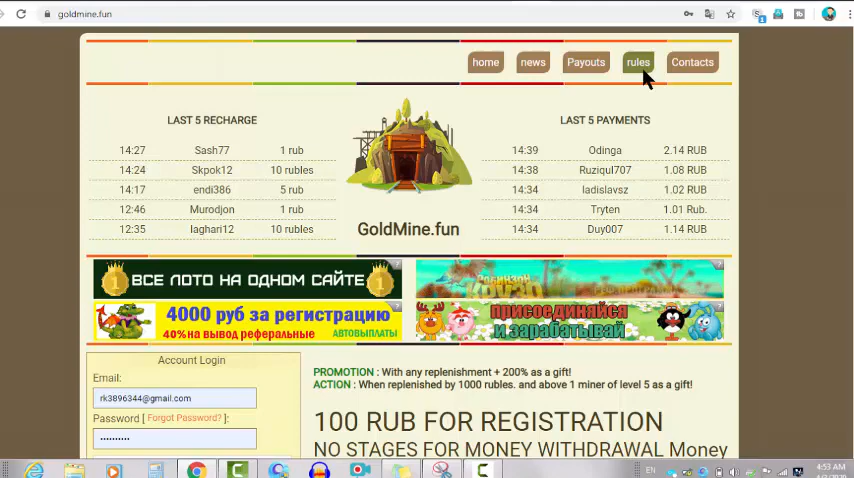 goldmine.fun
home news Payouts rules Contacts
LAST 5 RECHARGE
14:27 Sash77 1 rub
14:24 Skpok12 10 rubles
14:17 endi386 5 rub
12:46 Murodjon 1 rub
12:35 laghari12 10 rubles
GoldMine.fun
LAST 5 PAYMENTS
14:39 Odinga 2.14 RUB
14:38 Ruziqul707 1.08 RUB
14:34 ladislavsz 1.02 RUB
14:34 Tryten 1.01 Rub.
14:34 Duy007 1.14 RUB
ВСЕ ЛОТО НА ОДНОМ САЙТЕ
4000 руб за регистрацию
40% на вывод реферальные АВТОВЫПЛАТЫ
присоединяйся
и зарабатывай
Account Login
Email:
rk3896344@gmail.com
Password [ Forgot Password? ]:
PROMOTION : With any replenishment + 200% as a gift!
ACTION : When replenished by 1000 rubles. and above 1 miner of level 5 as a gift!
100 RUB FOR REGISTRATION
NO STAGES FOR MONEY WITHDRAWAL Money
EN
4:53 AM